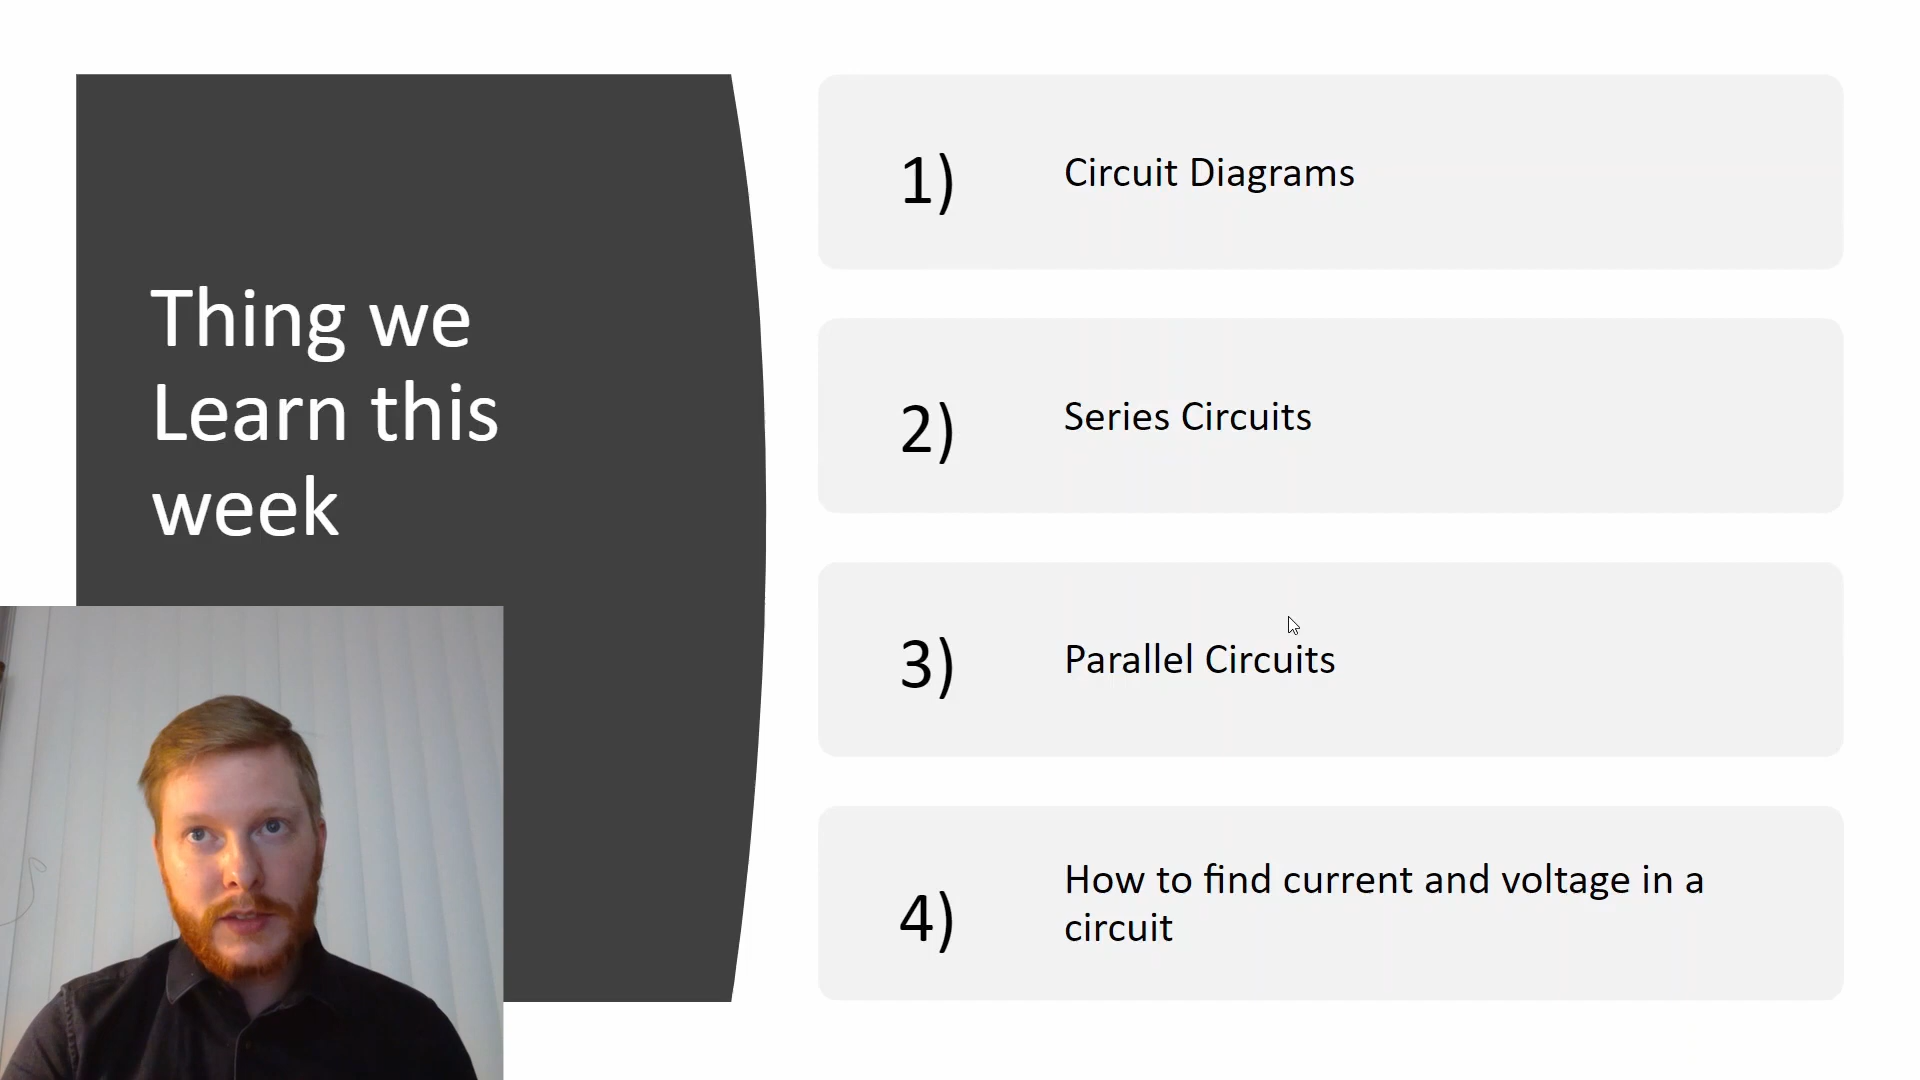 Thing we
Learn this
week
1) Circuit Diagrams
2) Series Circuits
3) Parallel Circuits
4) How to find current and voltage in a
circuit